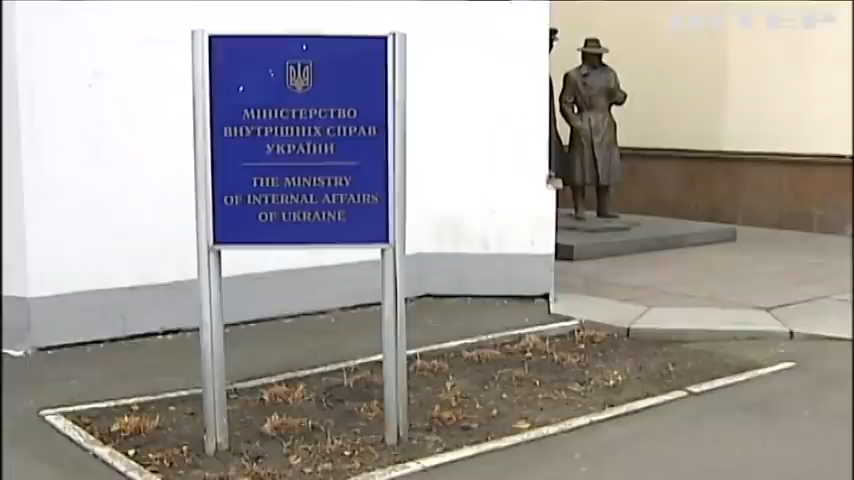 ІНТЕР
МІНІСТЕРСТВО
ВНУТРІШНІХ СПРАВ
УКРАЇНИ
THE MINISTRY
OF INTERNAL AFFAIRS
OF UKRAINE